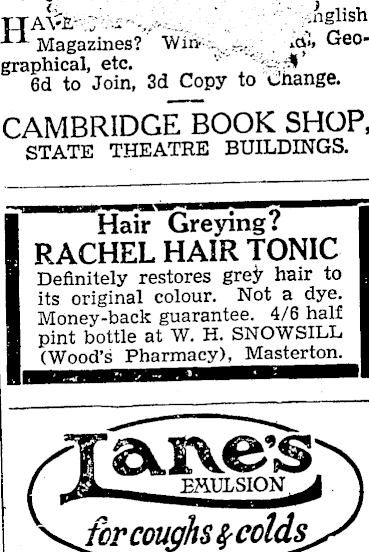 HAVE
Magazines? Geo-
graphical, etc.
6d to Join, 3d Copy to Change.
CAMBRIDGE BOOK SHOP,
STATE THEATRE BUILDINGS.
Hair Greying?
RACHEL HAIR TONIC
Definitely restores grey hair to
its original colour. Not a dye.
Money-back guarantee. 4/6 half
pint bottle at W. H. SNOWSILL
(Wood's Pharmacy), Masterton.
Lane's
EMULSION
for coughs & colds